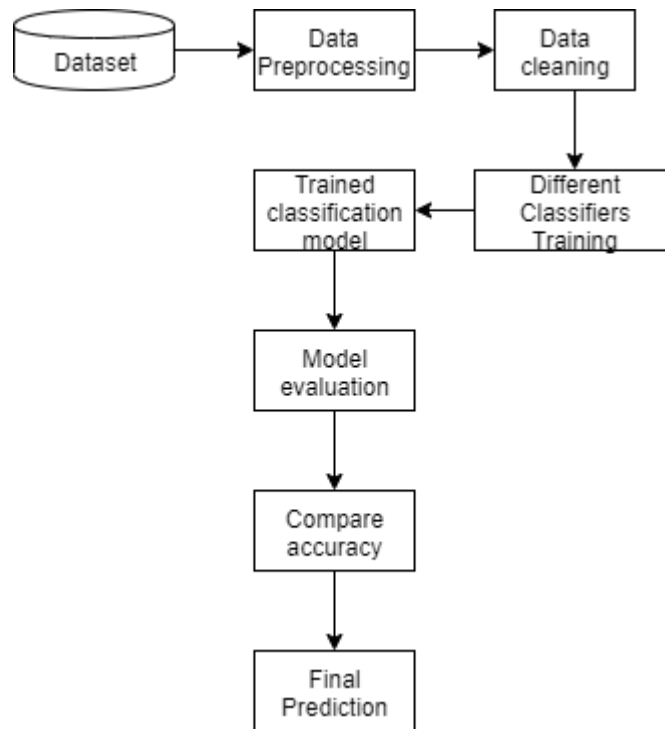 Dataset
Data
Preprocessing
Data
cleaning
Different
Classifiers
Training
Trained
classification
model
Model
evaluation
Compare
accuracy
Final
Prediction